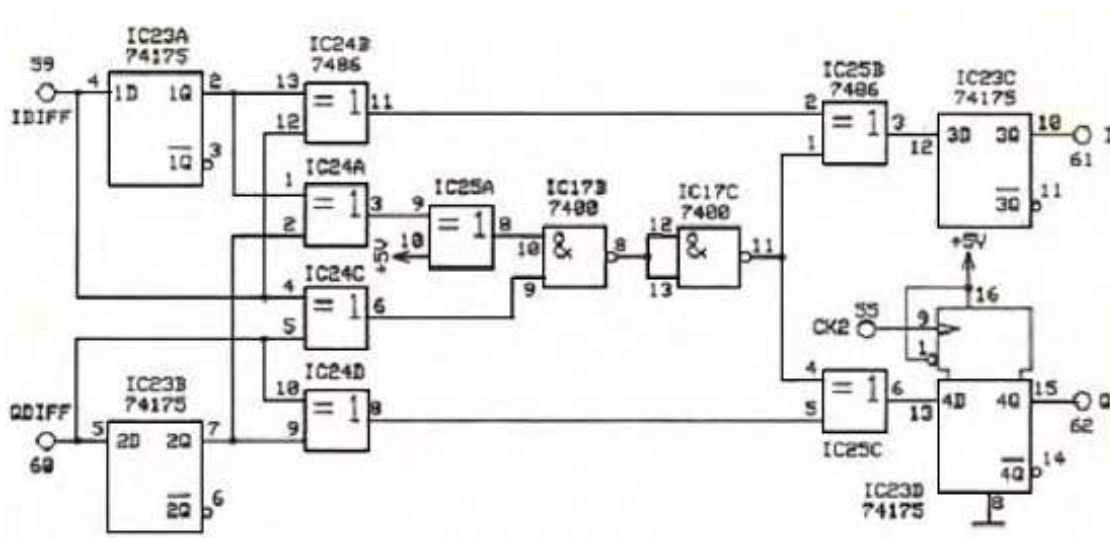 IC23A
74175
59
IDIFF
4
1D 1Q
2
1Q
3
IC24B
7486
13
12
= 1
11
IC24A
1
2
= 1
3
IC25A
9
10
+5V
= 1
8
IC17B
7400
10
9
&
8
IC17C
7400
12
13
&
11
IC24C
4
5
= 1
6
IC24D
10
9
= 1
8
IC23B
74175
QDIFF
60
5
2D 2Q
7
2Q
6
IC25B
7486
2
1
= 1
3
IC23C
74175
12
3D 3Q
10
I
61
3Q
11
+5V
16
55
CK2
9
1
4
5
= 1
6
IC25C
13
4D 4Q
15
Q
62
4Q
14
IC23D
74175
8